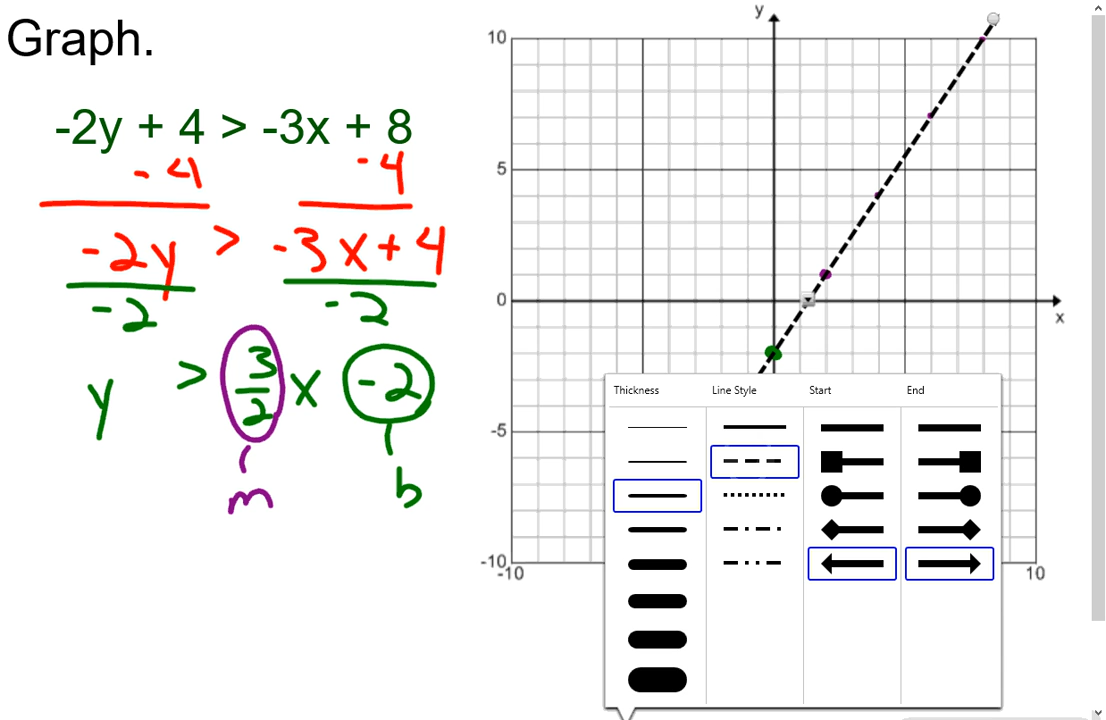 Graph.
-2y + 4 > -3x + 8
-4 -4
-2y > -3x+4
-2 -2
y > 3/2 x -2
m b
y
10
5
0
x
-5
-10
-10 10
Thickness Line Style Start End